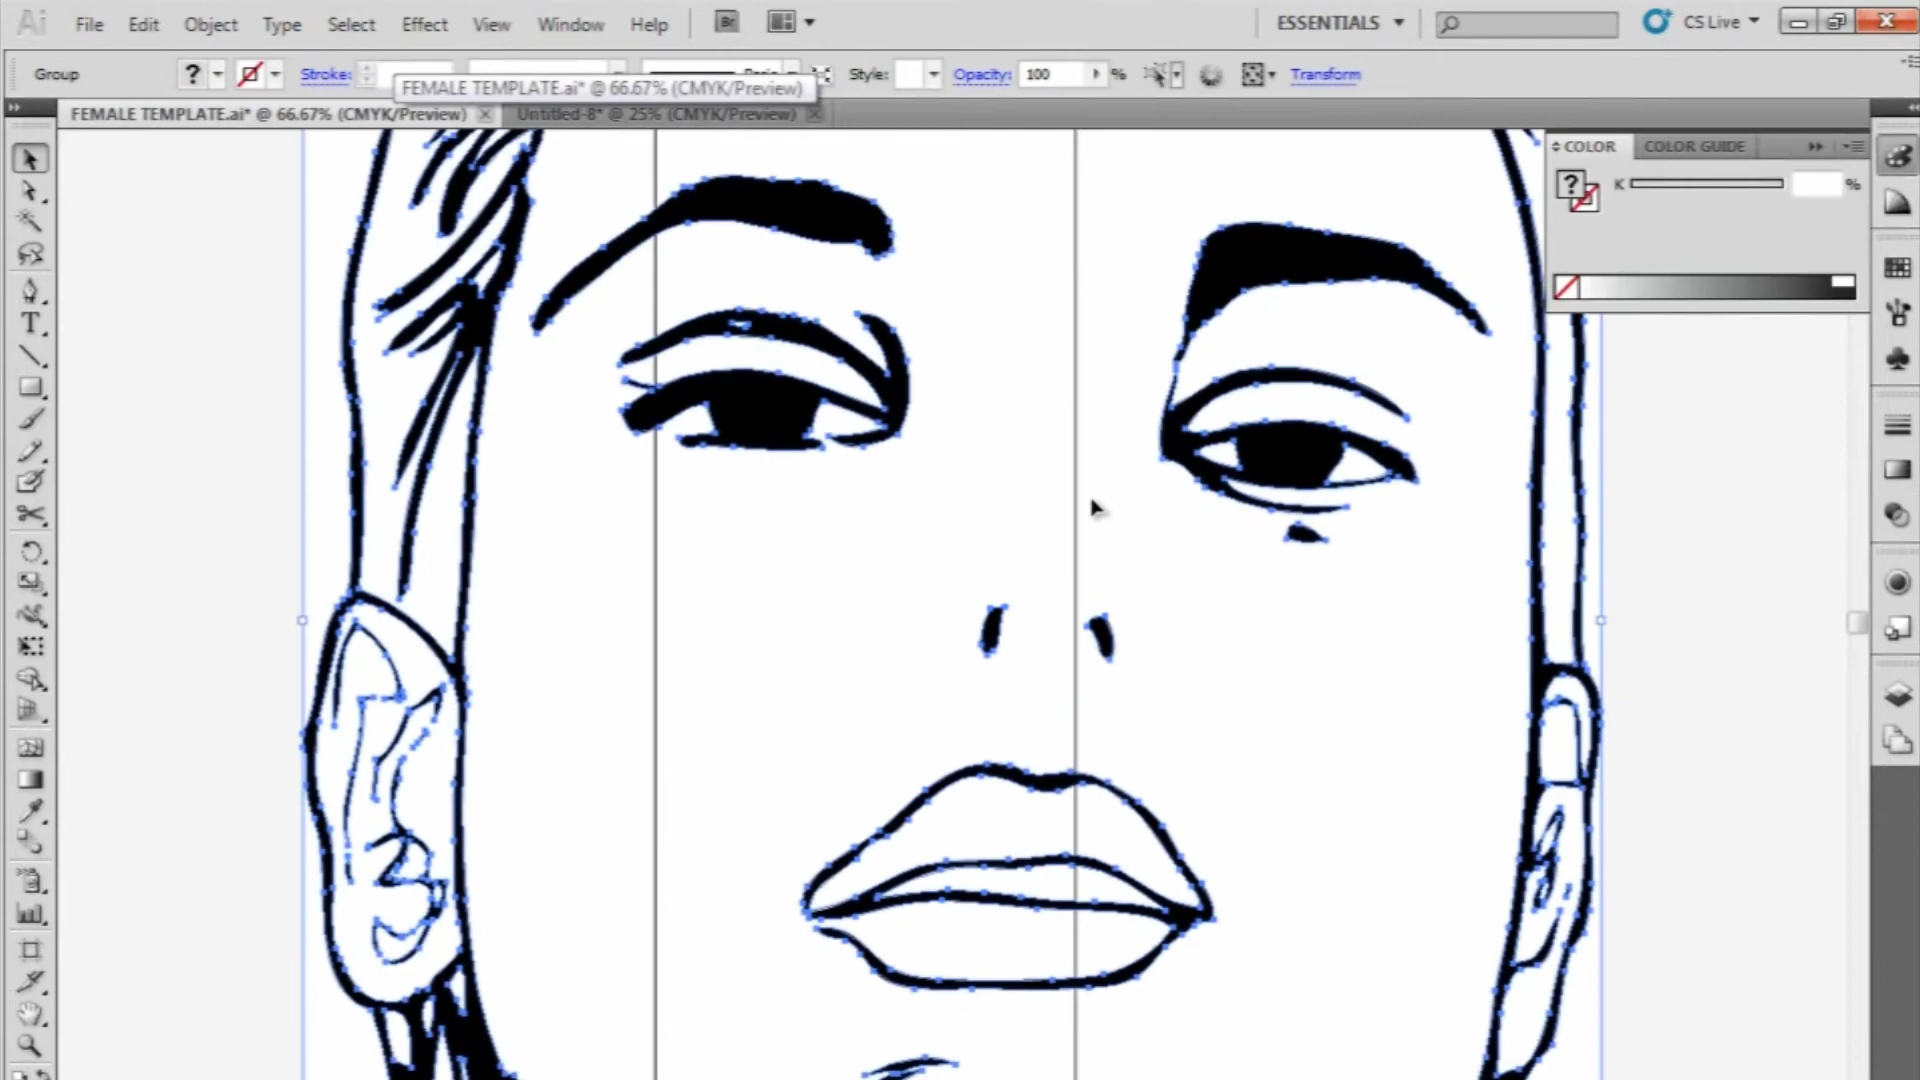 Ai File Edit Object Type Select Effect View Window Help Br ESSENTIALS CS Live
Group ? Stroke: Style: Opacity: 100 % Transform
FEMALE TEMPLATE.ai* @ 66.67% (CMYK/Preview)
FEMALE TEMPLATE.ai* @ 66.67% (CMYK/Preview) Untitled-8* @ 25% (CMYK/Preview)
COLOR COLOR GUIDE
? K %
T